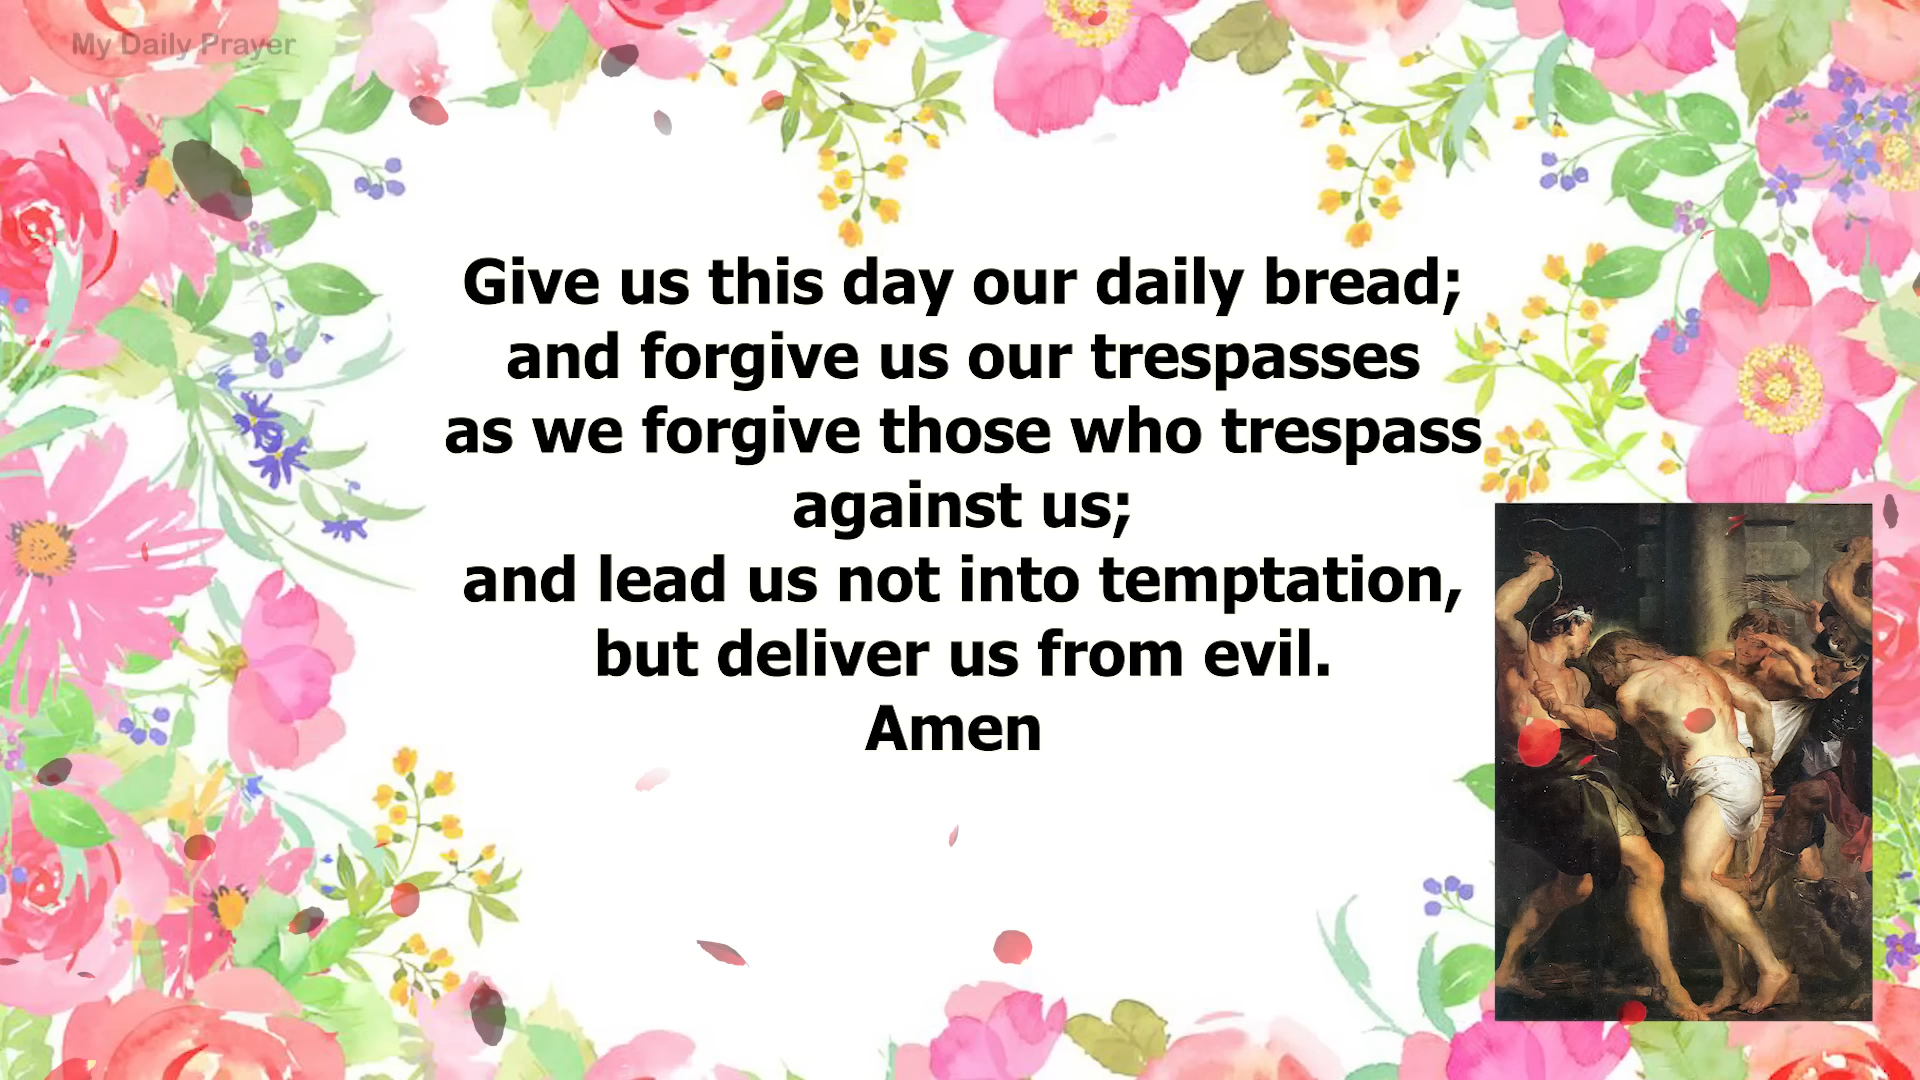 My Daily Prayer
Give us this day our daily bread;
and forgive us our trespasses
as we forgive those who trespass
against us;
and lead us not into temptation,
but deliver us from evil.
Amen